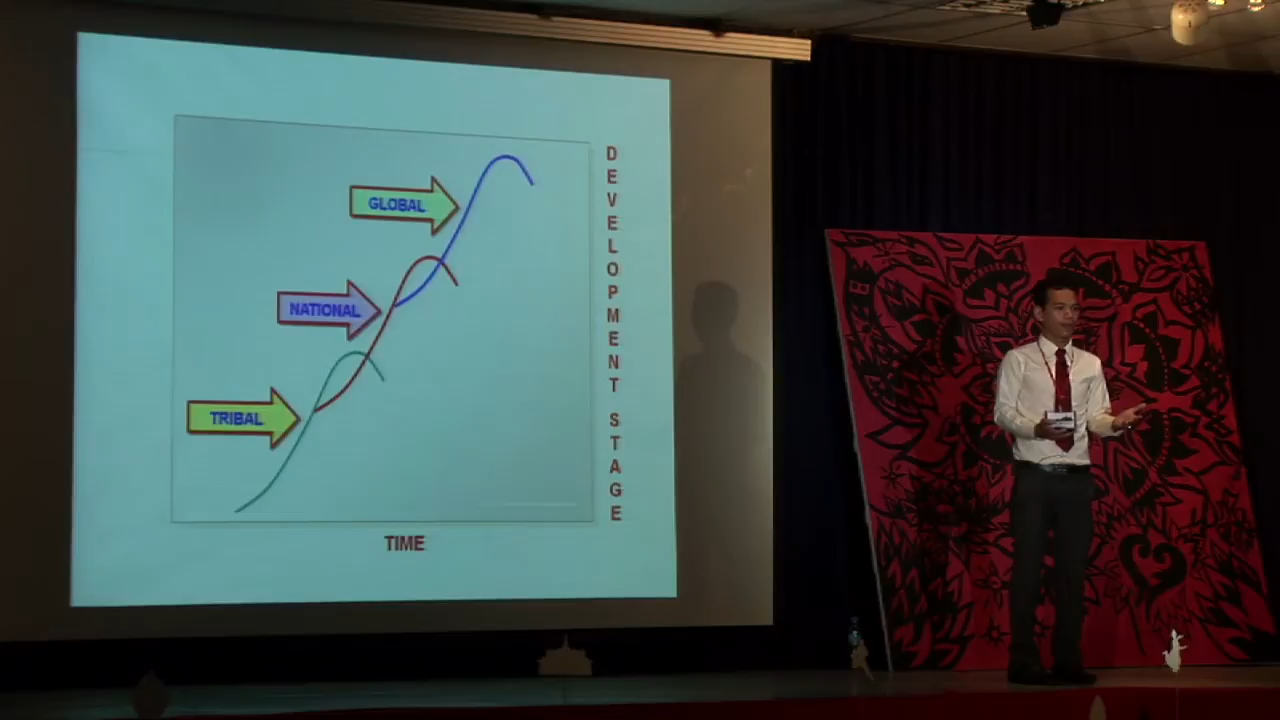 GLOBAL
NATIONAL
TRIBAL
DEVELOPMENT STAGE
TIME